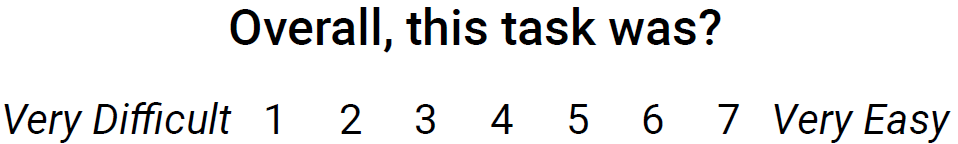 Overall, this task was?
Very Difficult 1 2 3 4 5 6 7 Very Easy